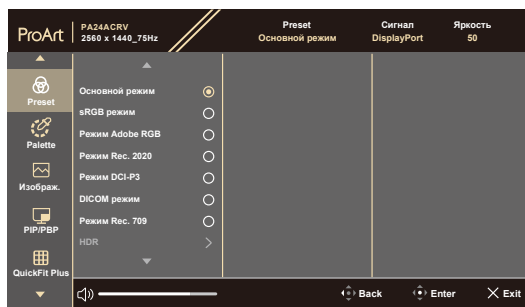 ProArt
PA24ACRV
2560 x 1440_75Hz
Preset
Основной режим
Сигнал
DisplayPort
Яркость
50
Preset
Palette
Изображ.
PIP/PBP
QuickFit Plus
Основной режим
sRGB режим
Режим Adobe RGB
Режим Rec. 2020
Режим DCI-P3
DICOM режим
Режим Rec. 709
HDR
Back
Enter
Exit